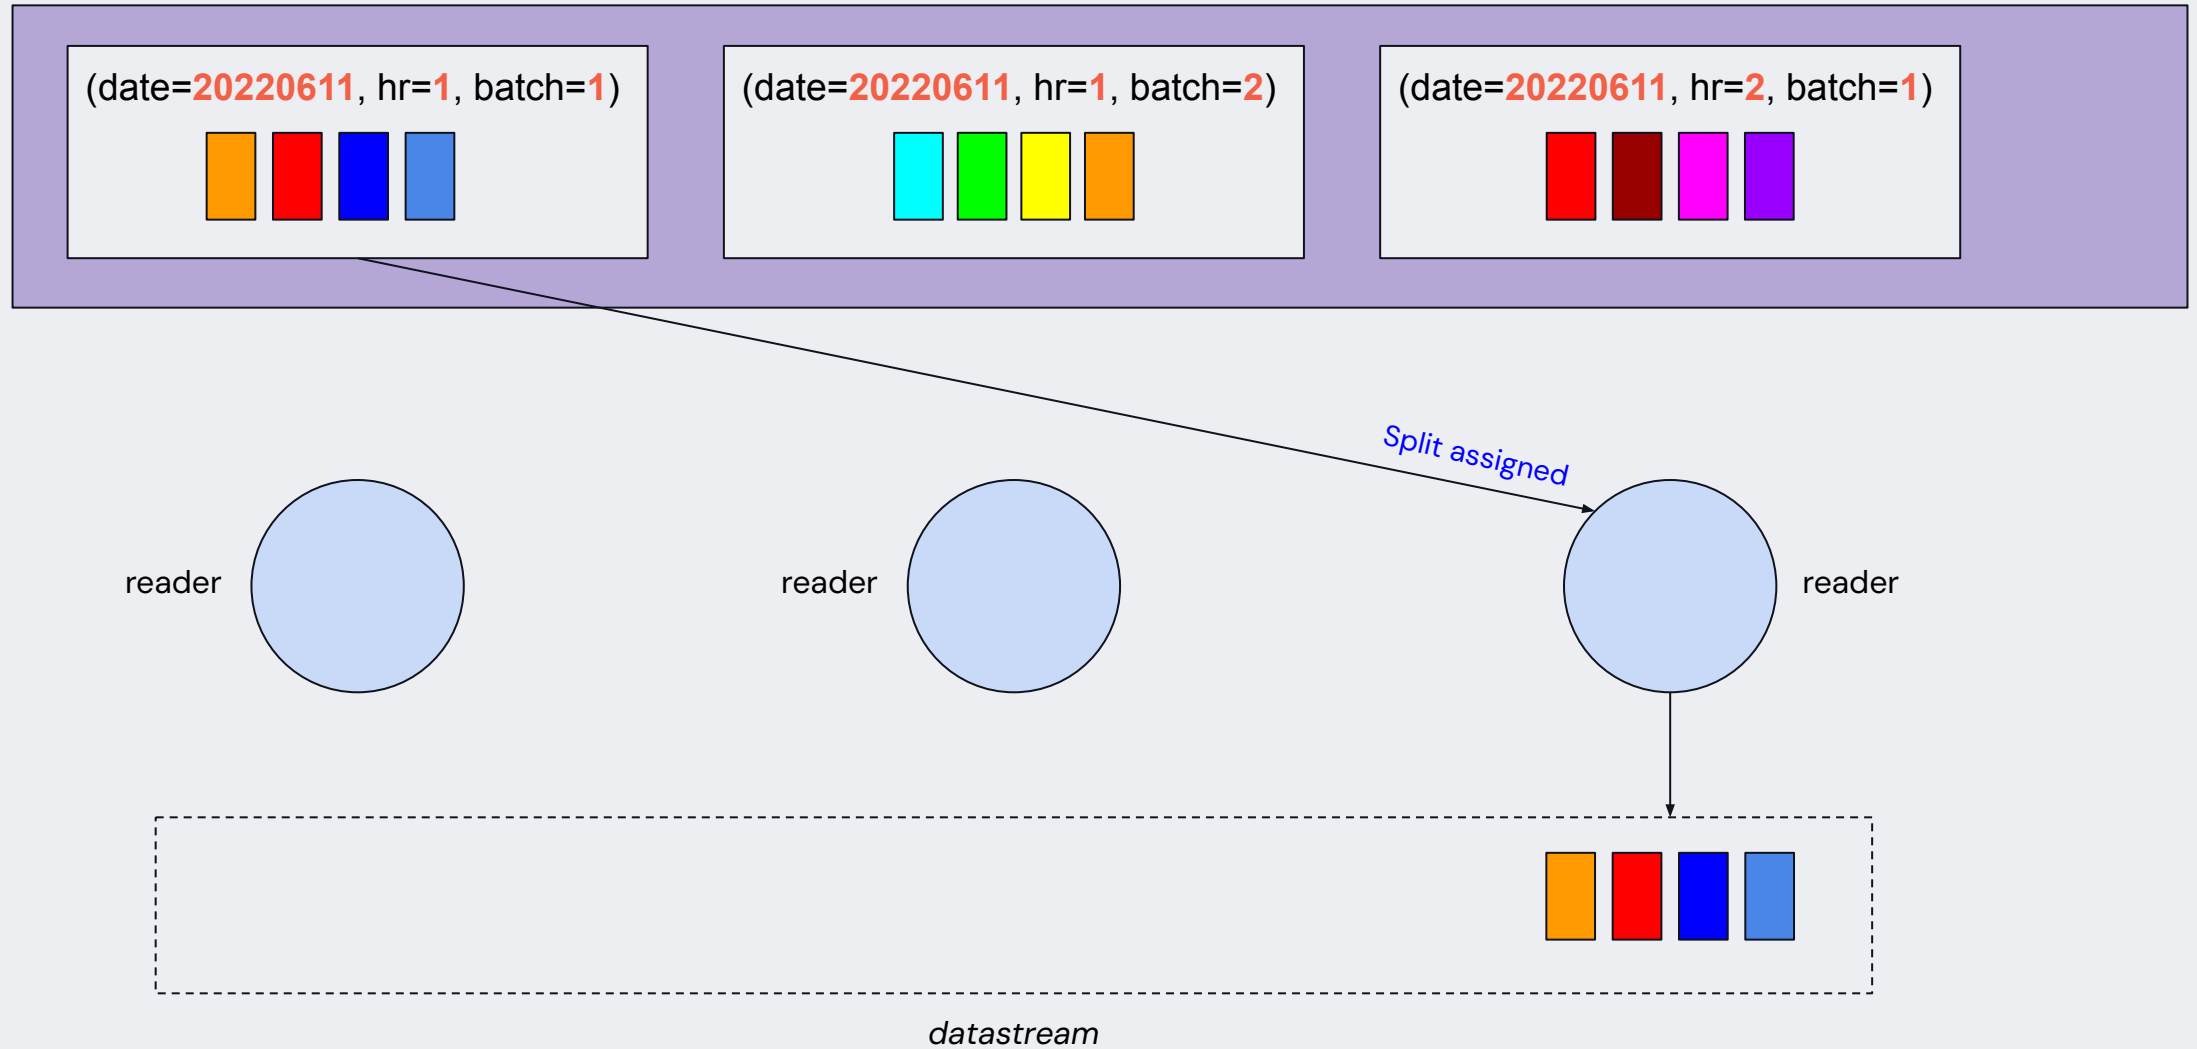 (date=20220611, hr=1, batch=1)
(date=20220611, hr=1, batch=2)
(date=20220611, hr=2, batch=1)
Split assigned
reader
reader
reader
datastream